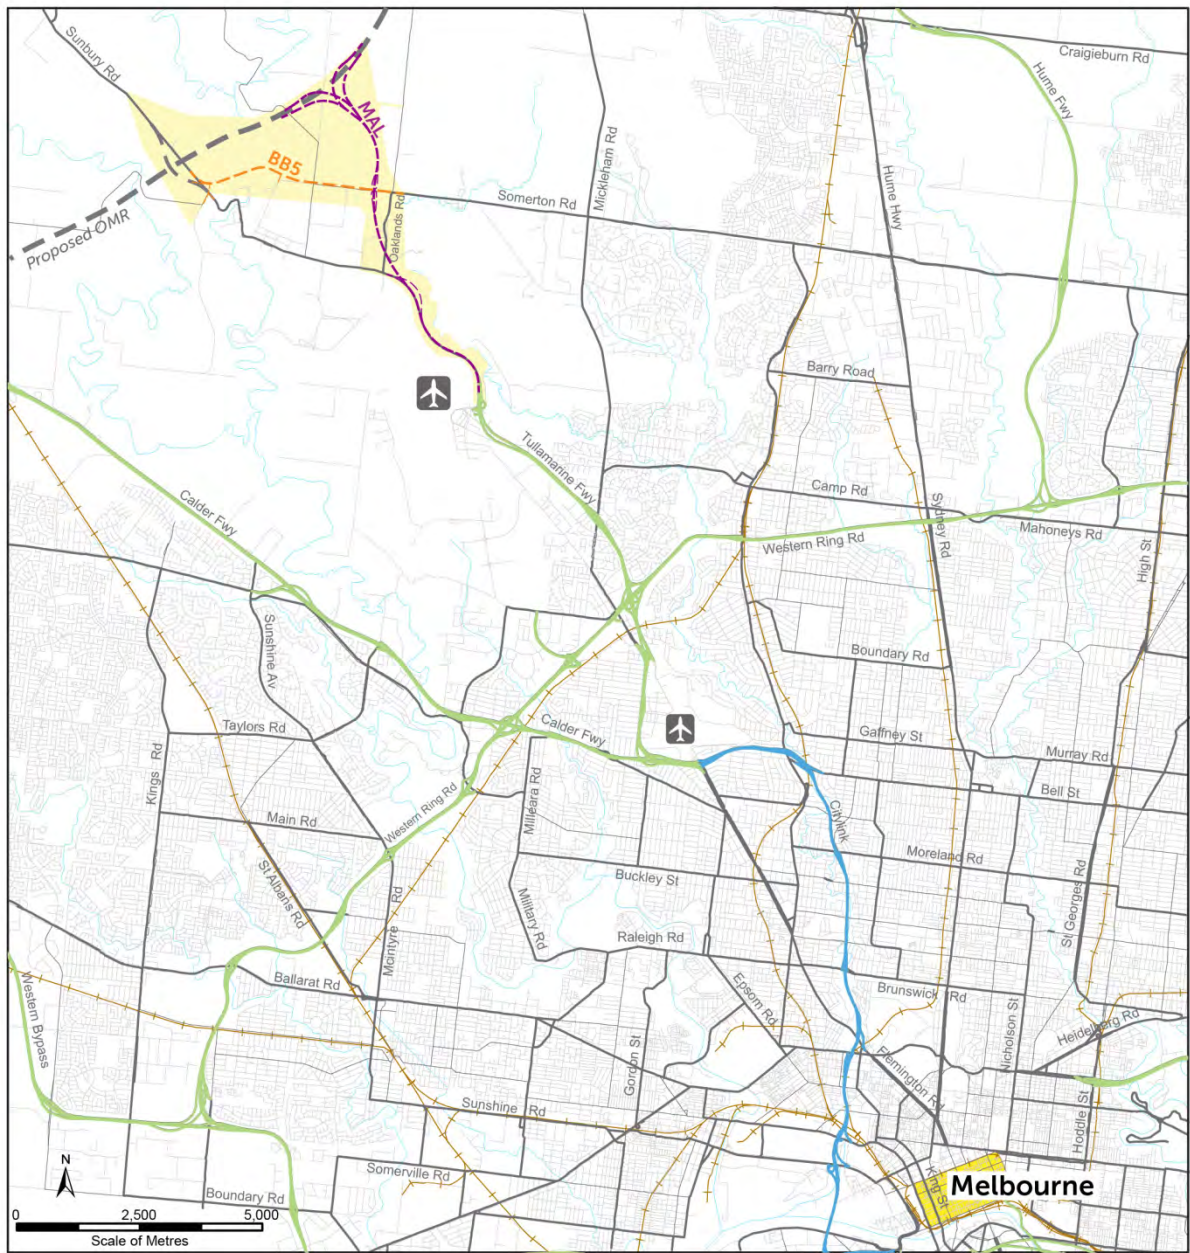 Craigieburn Rd
Sunbury Rd
Hume Fwy
MAL
Mickleham Rd
BB5
Hume Hwy
Somerton Rd
Oaklands Rd
Proposed OMR
Barry Road
Tullamarine Fwy
Camp Rd
Calder Fwy
Sydney Rd
Mahoneys Rd
Western Ring Rd
High St
Sunshine Av
Boundary Rd
Taylors Rd
Calder Fwy
Gaffney St
Murray Rd
Kings Rd
Bell St
Milleara Rd
Western Ring Rd
Citylink
Main Rd
Moreland Rd
St Albans Rd
Buckley St
Military Rd
St Georges Rd
McIntyre Rd
Raleigh Rd
Ballarat Rd
Brunswick Rd
Epsom Rd
Western Bypass
Nicholson St
Heidelberg Rd
Gordon St
Flemington Rd
Sunshine Rd
Hoddle St
N
Somerville Rd
King St
Melbourne
Boundary Rd
0 2,500 5,000
Scale of Metres